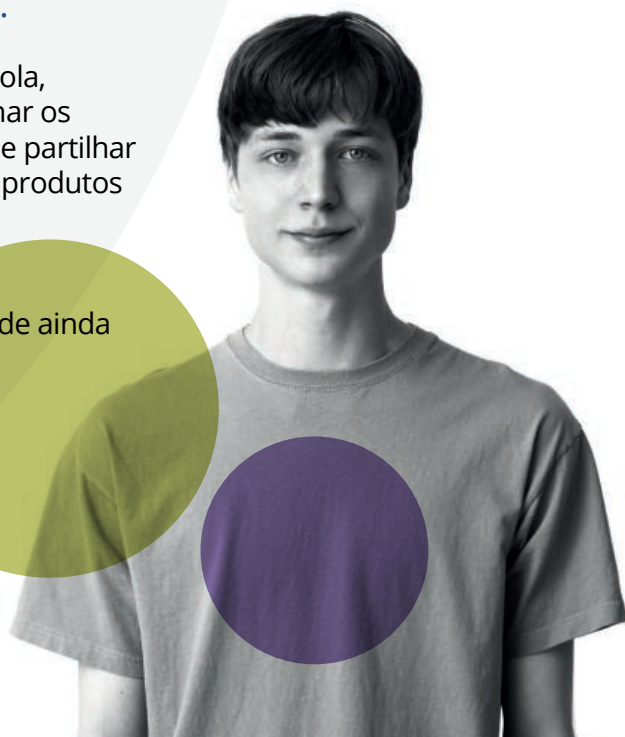 .
ola,
nar os
e partilhar
produtos
de ainda